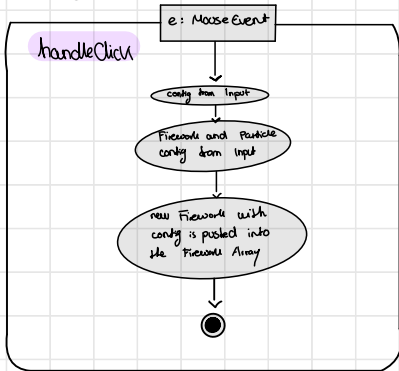 e: MouseEvent
handleClick
config from Input
Firework and Particle
config from Input
new Firework with
config is pushed into
the Firework Array